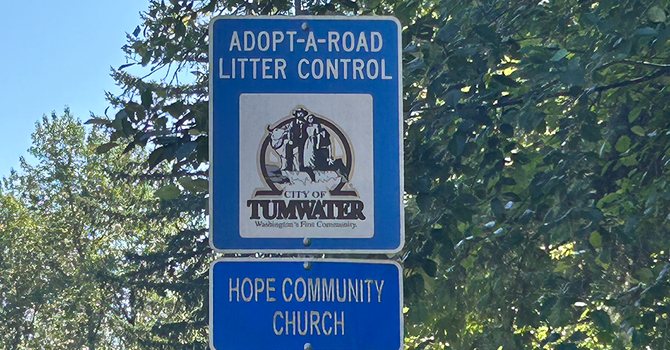 ADOPT-A-ROAD
LITTER CONTROL
CITY OF
TUMWATER
Washington's First Community
HOPE COMMUNITY
CHURCH